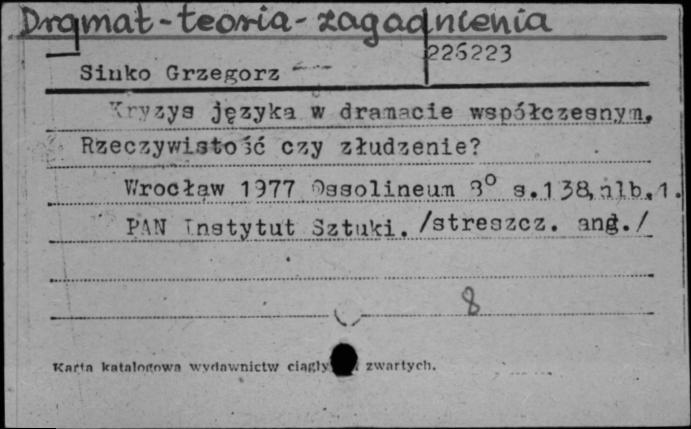 Dramat-teoria-zagadnienia
226223
Sinko Grzegorz
Kryzys języka w dramacie współczesnym.
Rzeczywistość czy złudzenie?
Wrocław 1977 Ossolineum 8° s.138,nlb.1.
PAN Instytut Sztuki. /streszcz. ang./
8
Karta katalogowa wydawnictw ciągły zwartych.